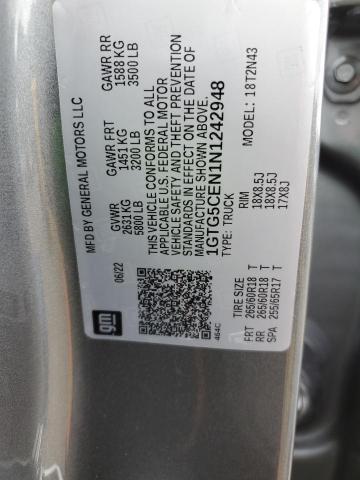 MFD BY GENERAL MOTORS LLC
GVWR GAWR FRT GAWR RR
2631 KG 1451 KG 1588 KG
5800 LB 3200 LB 3500 LB
THIS VEHICLE CONFORMS TO ALL
APPLICABLE U.S. FEDERAL MOTOR
VEHICLE SAFETY AND THEFT PREVENTION
STANDARDS IN EFFECT ON THE DATE OF
MANUFACTURE SHOWN ABOVE.
1GTG5CEN1N1242948
TYPE: TRUCK 18T2N43
06/22
gm
464C
TIRE SIZE RIM
FRT 265/60R18 T 18X8.5J
RR 265/60R18 T 18X8.5J
SPA 255/65R17 T 17X8J